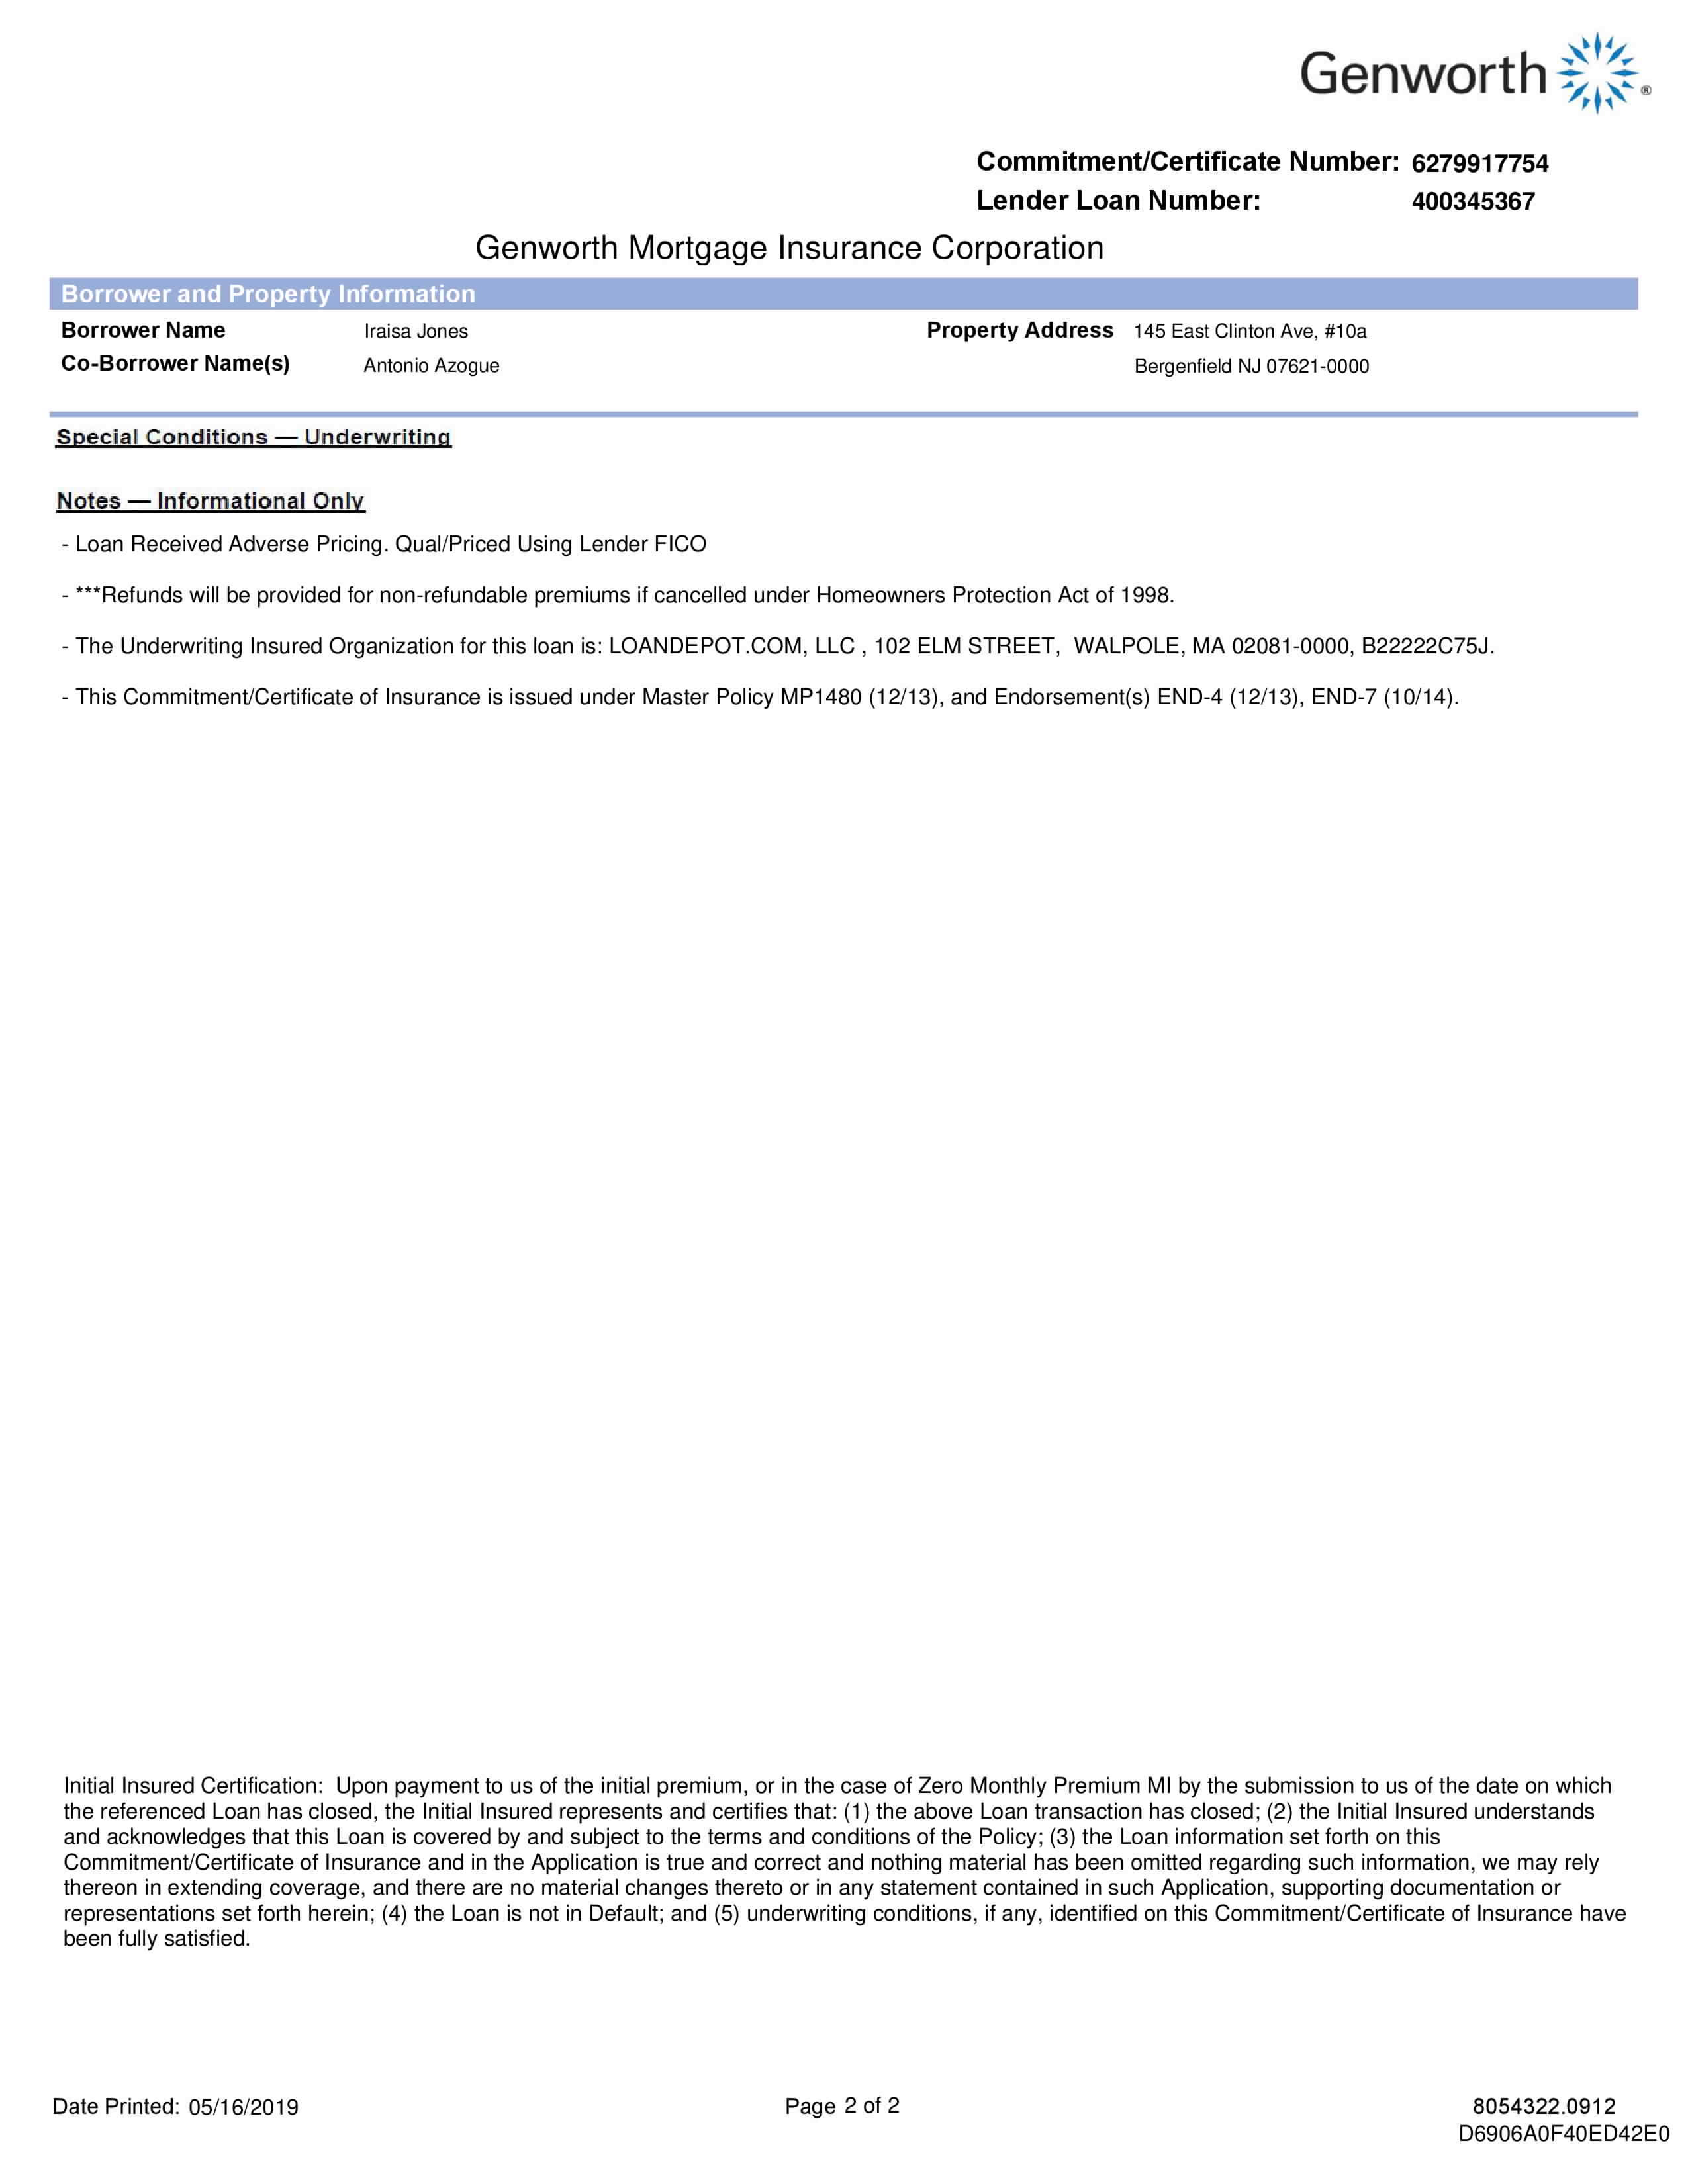 Genworth ®
Commitment/Certificate Number: 6279917754
Lender Loan Number: 400345367
Genworth Mortgage Insurance Corporation
Borrower and Property Information
Borrower Name Iraisa Jones Property Address 145 East Clinton Ave, #10a
Co-Borrower Name(s) Antonio Azogue Bergenfield NJ 07621-0000
Special Conditions — Underwriting
Notes — Informational Only
- Loan Received Adverse Pricing. Qual/Priced Using Lender FICO
- ***Refunds will be provided for non-refundable premiums if cancelled under Homeowners Protection Act of 1998.
- The Underwriting Insured Organization for this loan is: LOANDEPOT.COM, LLC , 102 ELM STREET,  WALPOLE, MA 02081-0000, B22222C75J.
- This Commitment/Certificate of Insurance is issued under Master Policy MP1480 (12/13), and Endorsement(s) END-4 (12/13), END-7 (10/14).
Initial Insured Certification:  Upon payment to us of the initial premium, or in the case of Zero Monthly Premium MI by the submission to us of the date on which
the referenced Loan has closed, the Initial Insured represents and certifies that: (1) the above Loan transaction has closed; (2) the Initial Insured understands
and acknowledges that this Loan is covered by and subject to the terms and conditions of the Policy; (3) the Loan information set forth on this
Commitment/Certificate of Insurance and in the Application is true and correct and nothing material has been omitted regarding such information, we may rely
thereon in extending coverage, and there are no material changes thereto or in any statement contained in such Application, supporting documentation or
representations set forth herein; (4) the Loan is not in Default; and (5) underwriting conditions, if any, identified on this Commitment/Certificate of Insurance have
been fully satisfied.
Date Printed: 05/16/2019 Page 2 of 2 8054322.0912
D6906A0F40ED42E0